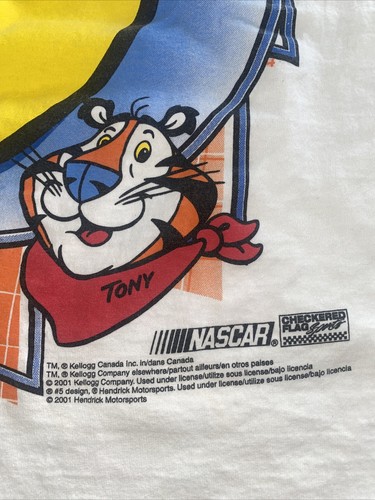 TONY
NASCAR®
CHECKERED
FLAG
TM, ® Kellogg Canada Inc. in/dans Canada
TM, ® Kellogg Company elsewhere/partout ailleurs/en otros paises
© 2001 Kellogg Company. Used under license/utilize sous license/bajo licencia
® #5 design, ® Hendrick Motorsports. Used under license/utilize sous license/bajo licencia
© 2001 Hendrick Motorsports